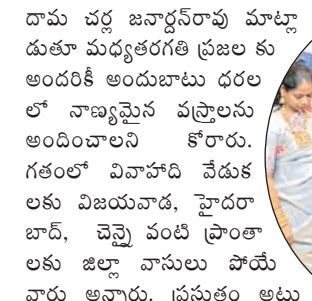 దామ చర్ల జనార్దన్‌రావు మాట్లా
డుతూ మధ్యతరగతి ప్రజల కు
అందరికీ అందుబాటు ధరల
లో నాణ్యమైన వస్త్రాలను
అందించాలని కోరారు.
గతంలో వివాహాది వేడుక
లకు విజయవాడ, హైదరా
బాద్, చెన్నై వంటి ప్రాంతా
లకు జిల్లా వాసులు పోయే
వారు అన్నారు. ప్రస్తుతం అటు